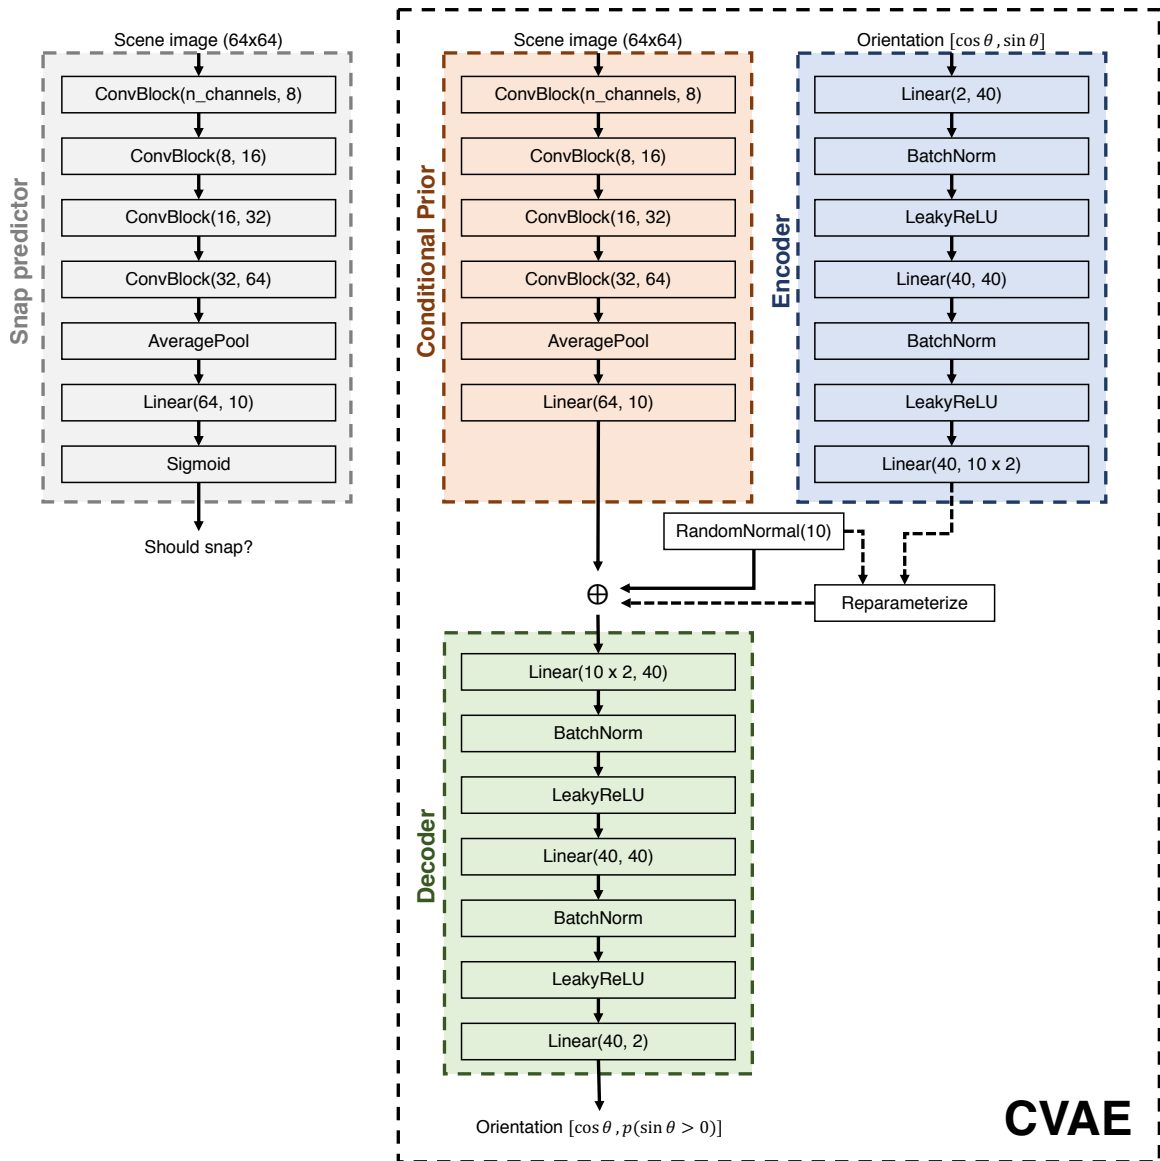 Scene image (64x64)
ConvBlock(n_channels, 8)
ConvBlock(8, 16)
ConvBlock(16, 32)
ConvBlock(32, 64)
AveragePool
Linear(64, 10)
Sigmoid
Should snap?
Snap predictor
Scene image (64x64)
ConvBlock(n_channels, 8)
ConvBlock(8, 16)
ConvBlock(16, 32)
ConvBlock(32, 64)
AveragePool
Linear(64, 10)
Conditional Prior
Orientation [cos θ , sin θ]
Linear(2, 40)
BatchNorm
LeakyReLU
Linear(40, 40)
BatchNorm
LeakyReLU
Linear(40, 10 x 2)
Encoder
RandomNormal(10)
Reparameterize
⊕
Linear(10 x 2, 40)
BatchNorm
LeakyReLU
Linear(40, 40)
BatchNorm
LeakyReLU
Linear(40, 2)
Decoder
Orientation [cos θ , p(sin θ > 0)]
CVAE